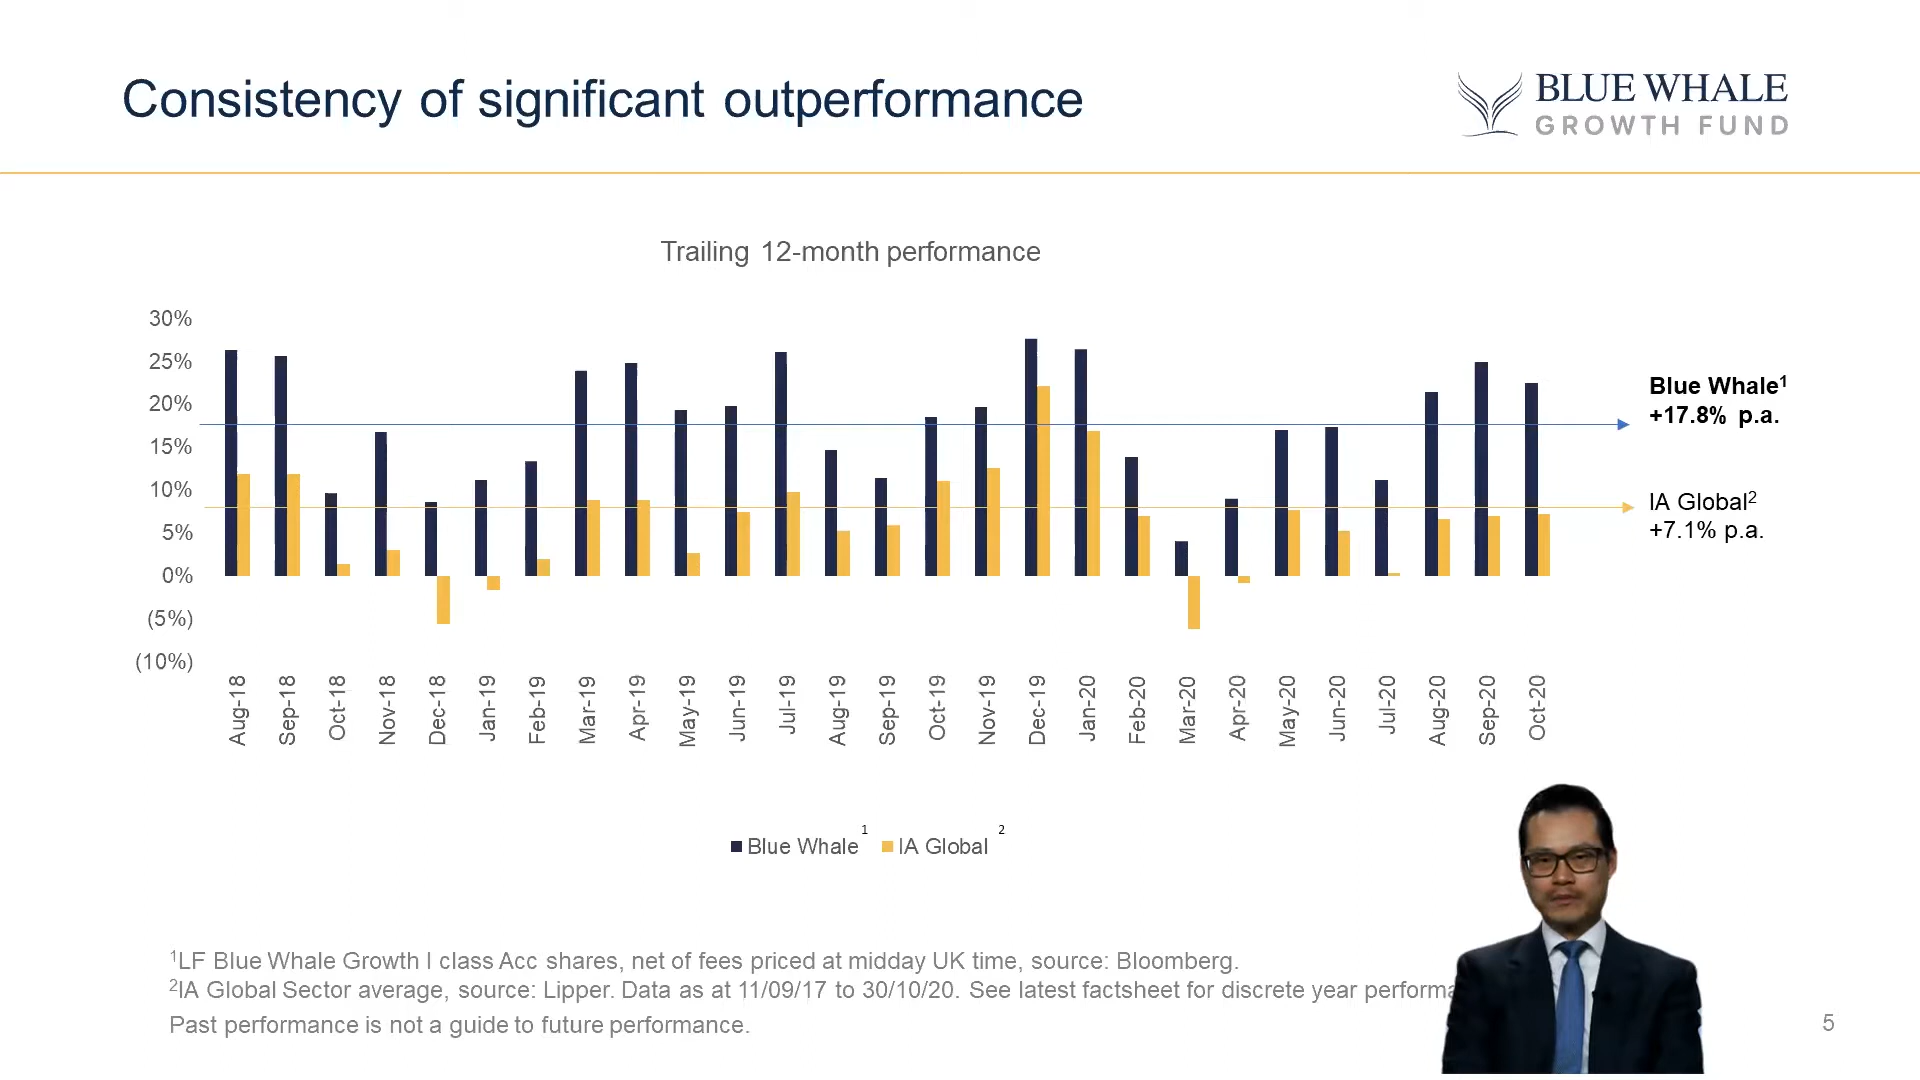 Consistency of significant outperformance
BLUE WHALE
GROWTH FUND
Trailing 12-month performance
30%
25%
20%
15%
10%
5%
0%
(5%)
(10%)
Blue Whale¹
+17.8% p.a.
IA Global²
+7.1% p.a.
Aug-18
Sep-18
Oct-18
Nov-18
Dec-18
Jan-19
Feb-19
Mar-19
Apr-19
May-19
Jun-19
Jul-19
Aug-19
Sep-19
Oct-19
Nov-19
Dec-19
Jan-20
Feb-20
Mar-20
Apr-20
May-20
Jun-20
Jul-20
Aug-20
Sep-20
Oct-20
Blue Whale¹ IA Global²
¹LF Blue Whale Growth I class Acc shares, net of fees priced at midday UK time, source: Bloomberg.
²IA Global Sector average, source: Lipper. Data as at 11/09/17 to 30/10/20. See latest factsheet for discrete year
Past performance is not a guide to future performance.
5